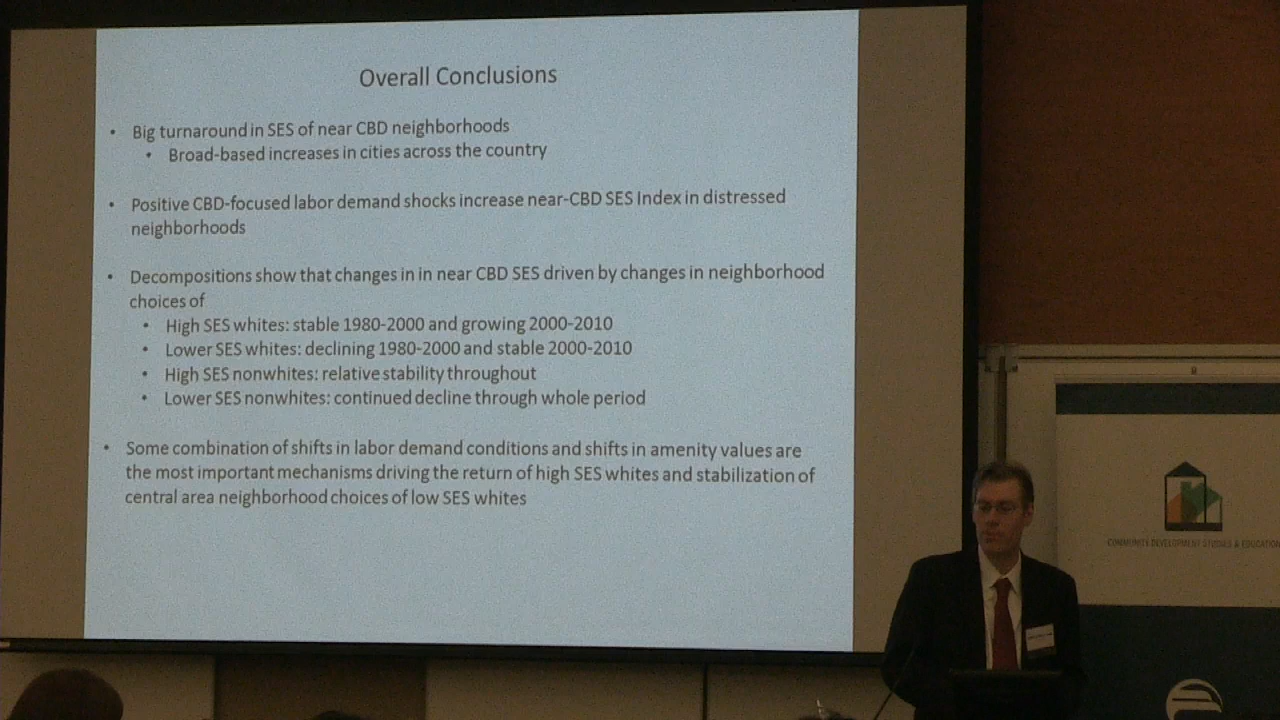 Overall Conclusions
• Big turnaround in SES of near CBD neighborhoods
• Broad-based increases in cities across the country
• Positive CBD-focused labor demand shocks increase near-CBD SES Index in distressed
neighborhoods
• Decompositions show that changes in in near CBD SES driven by changes in neighborhood
choices of
• High SES whites: stable 1980-2000 and growing 2000-2010
• Lower SES whites: declining 1980-2000 and stable 2000-2010
• High SES nonwhites: relative stability throughout
• Lower SES nonwhites: continued decline through whole period
• Some combination of shifts in labor demand conditions and shifts in amenity values are
the most important mechanisms driving the return of high SES whites and stabilization of
central area neighborhood choices of low SES whites
COMMUNITY DEVELOPMENT STUDIES & EDUCATION